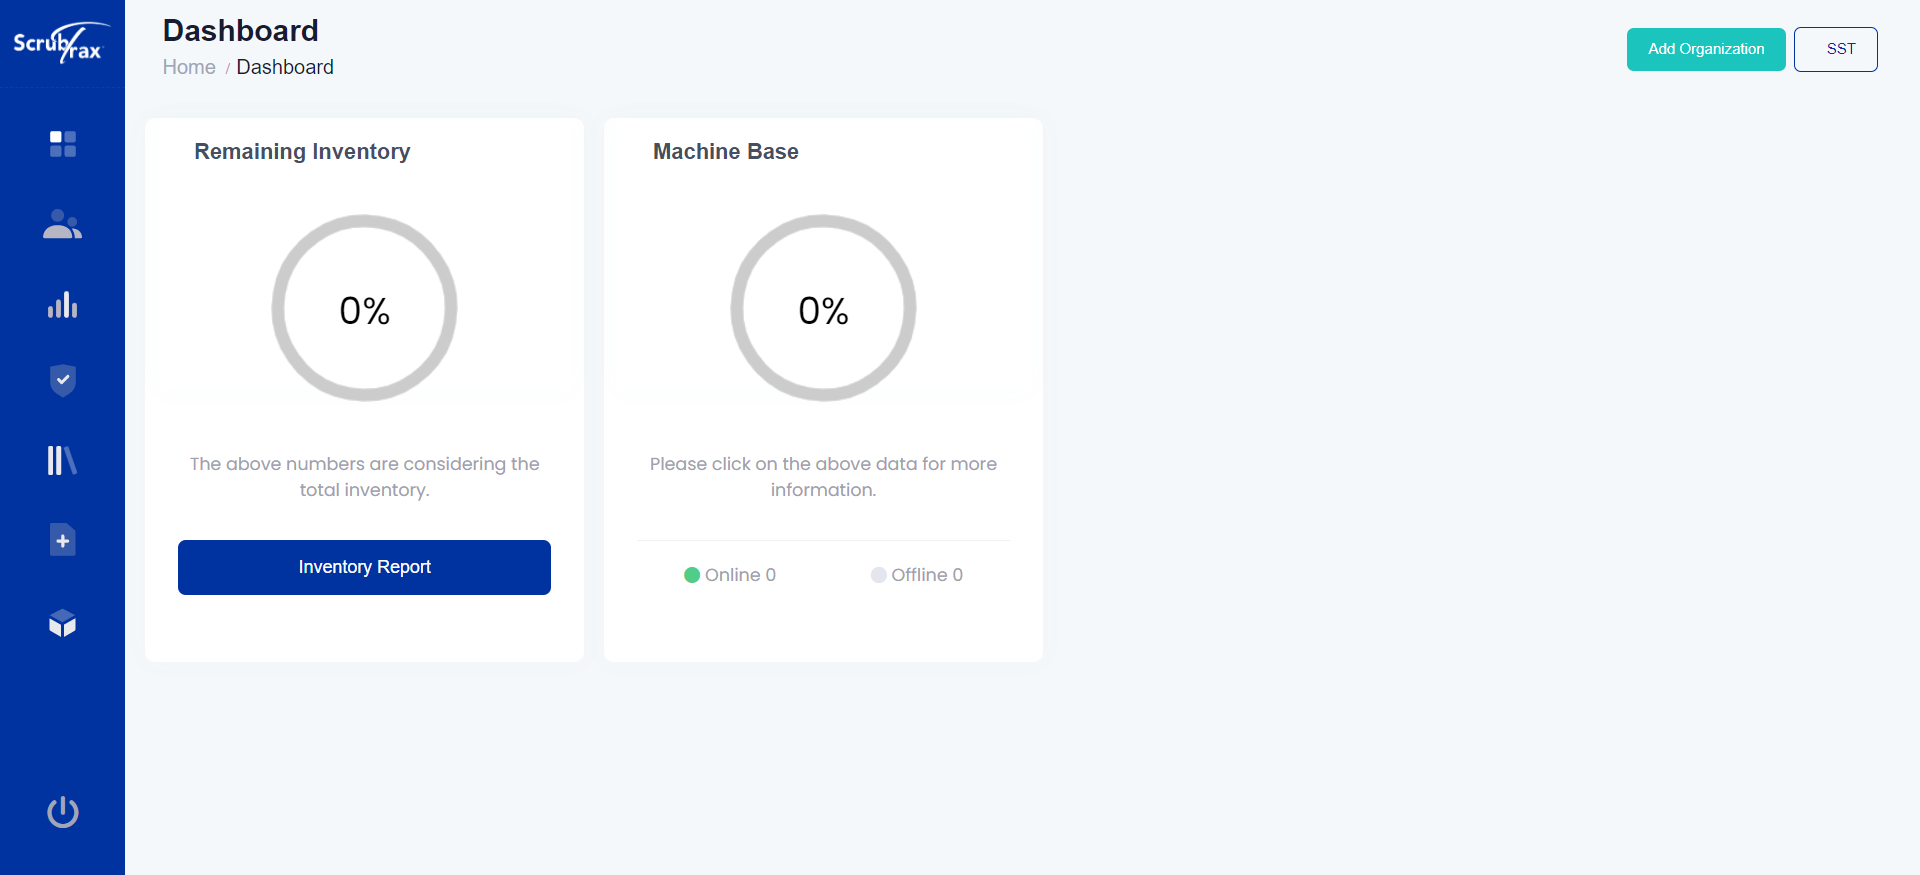 ScrubTrax
Dashboard
Home / Dashboard
Add Organization
SST
Remaining Inventory
0%
The above numbers are considering the
total inventory.
Inventory Report
Machine Base
0%
Please click on the above data for more
information.
Online 0
Offline 0